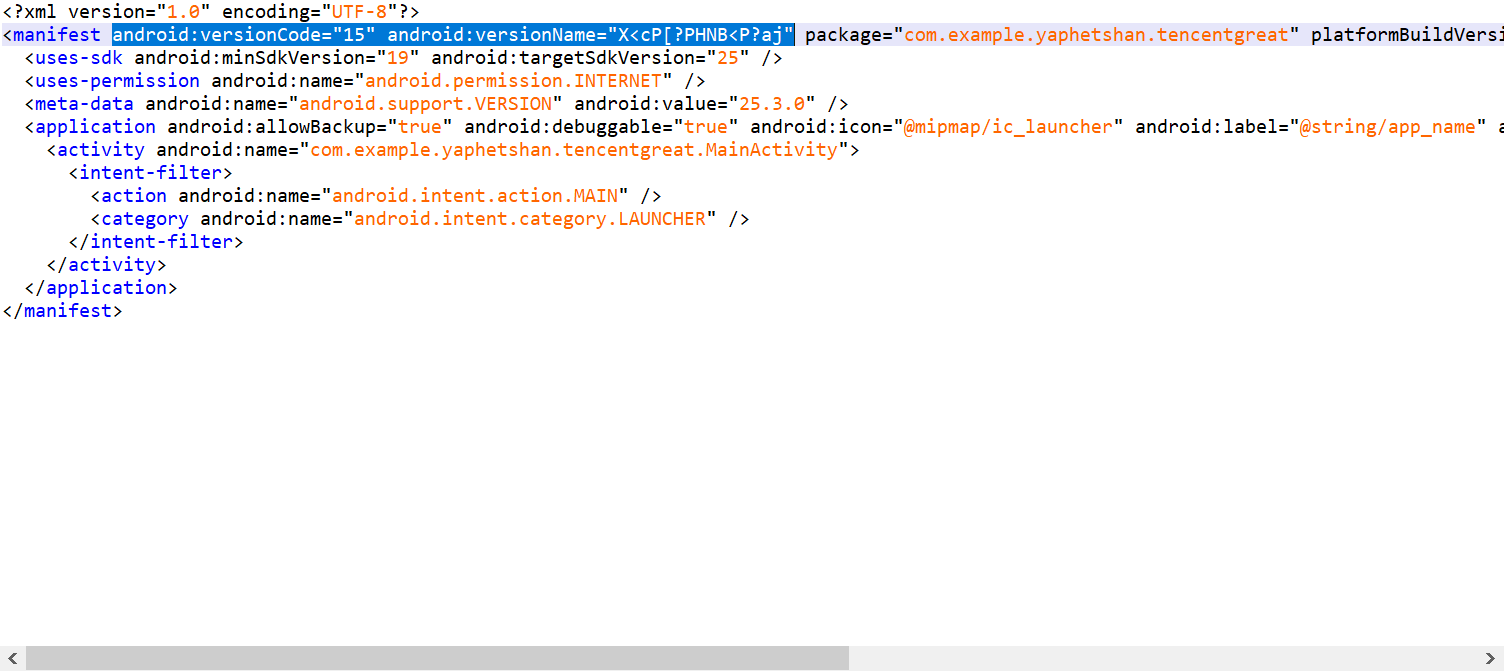 <?xml version="1.0" encoding="UTF-8"?>
<manifest android:versionCode="15" android:versionName="X<cP[?PHNB<P?aj" package="com.example.yaphetshan.tencentgreat" platformBuildVersi
<uses-sdk android:minSdkVersion="19" android:targetSdkVersion="25" />
<uses-permission android:name="android.permission.INTERNET" />
<meta-data android:name="android.support.VERSION" android:value="25.3.0" />
<application android:allowBackup="true" android:debuggable="true" android:icon="@mipmap/ic_launcher" android:label="@string/app_name" a
<activity android:name="com.example.yaphetshan.tencentgreat.MainActivity">
<intent-filter>
<action android:name="android.intent.action.MAIN" />
<category android:name="android.intent.category.LAUNCHER" />
</intent-filter>
</activity>
</application>
</manifest>